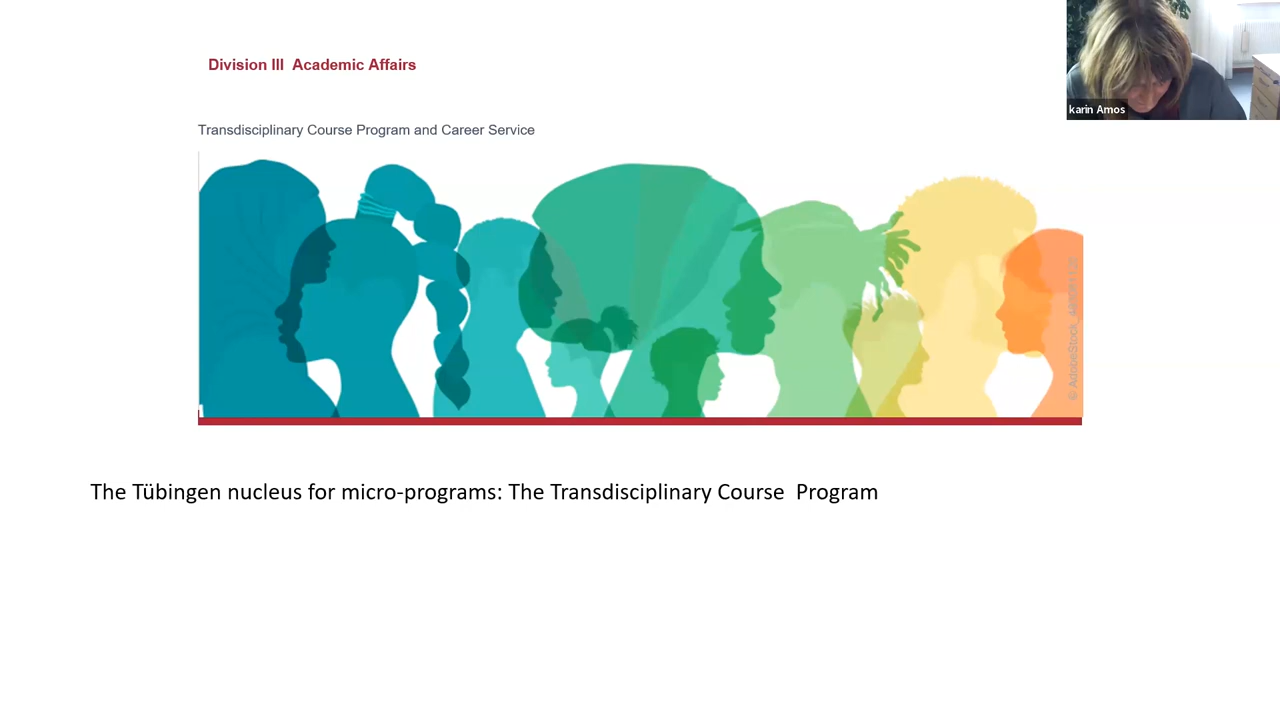 Division III  Academic Affairs
karin Amos
Transdisciplinary Course Program and Career Service
The Tübingen nucleus for micro-programs: The Transdisciplinary Course  Program